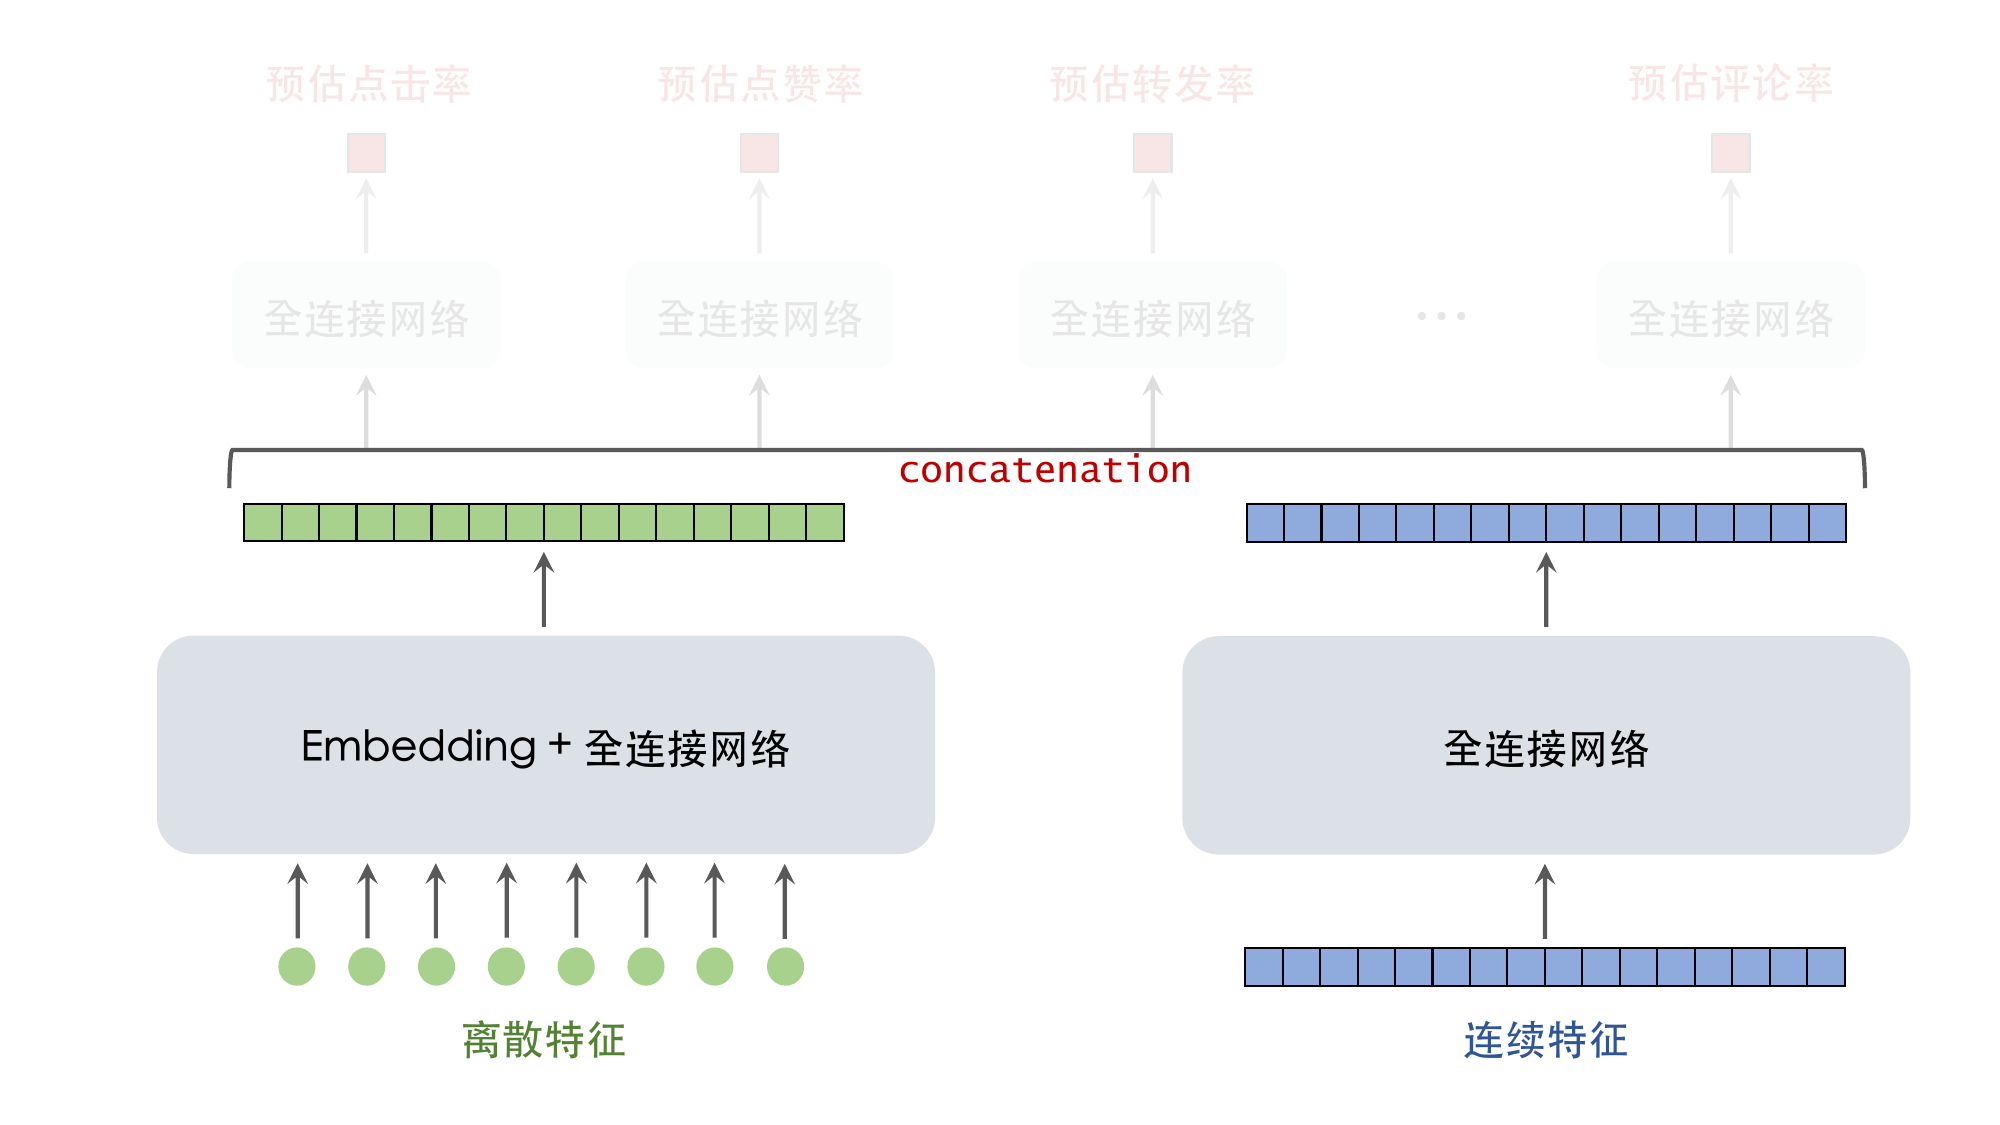 预估点击率 预估点赞率 预估转发率 预估评论率
全连接网络 全连接网络 全连接网络 ... 全连接网络
concatenation
Embedding + 全连接网络 全连接网络
离散特征 连续特征